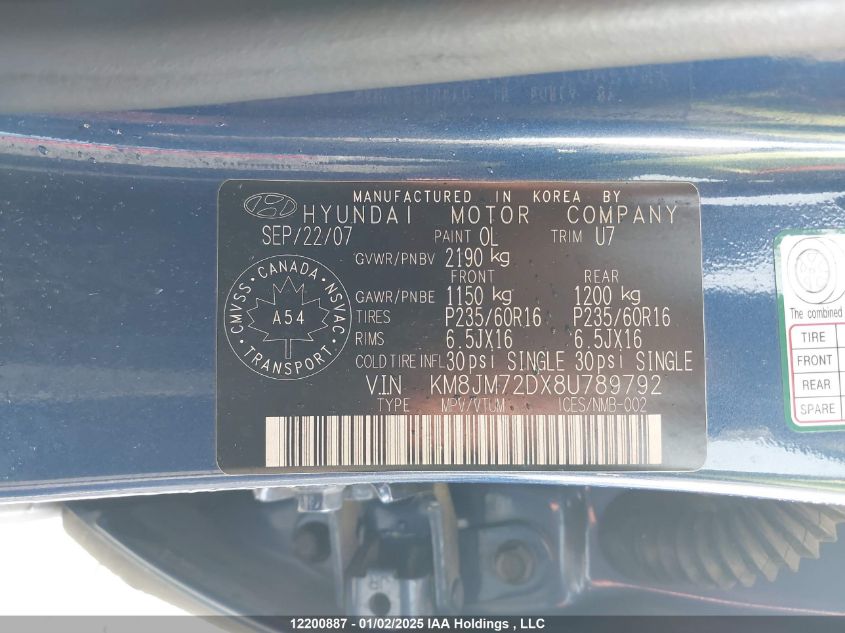 MANUFACTURED IN KOREA BY
HYUNDAI MOTOR COMPANY
SEP/22/07 PAINT OL TRIM U7
GVWR/PNBV 2190 kg
FRONT REAR
GAWR/PNBE 1150 kg 1200 kg
TIRES P235/60R16 P235/60R16
RIMS 6.5JX16 6.5JX16
COLD TIRE INFL 30psi SINGLE 30psi SINGLE
VIN KM8JM72DX8U789792
TYPE MPV/VTUM ICES/NMB-002
CMVSS · CANADA · NSVAC
A54
TRANSPORT
The combined
TIRE
FRONT
REAR
SPARE
12200887 - 01/02/2025 IAA Holdings , LLC